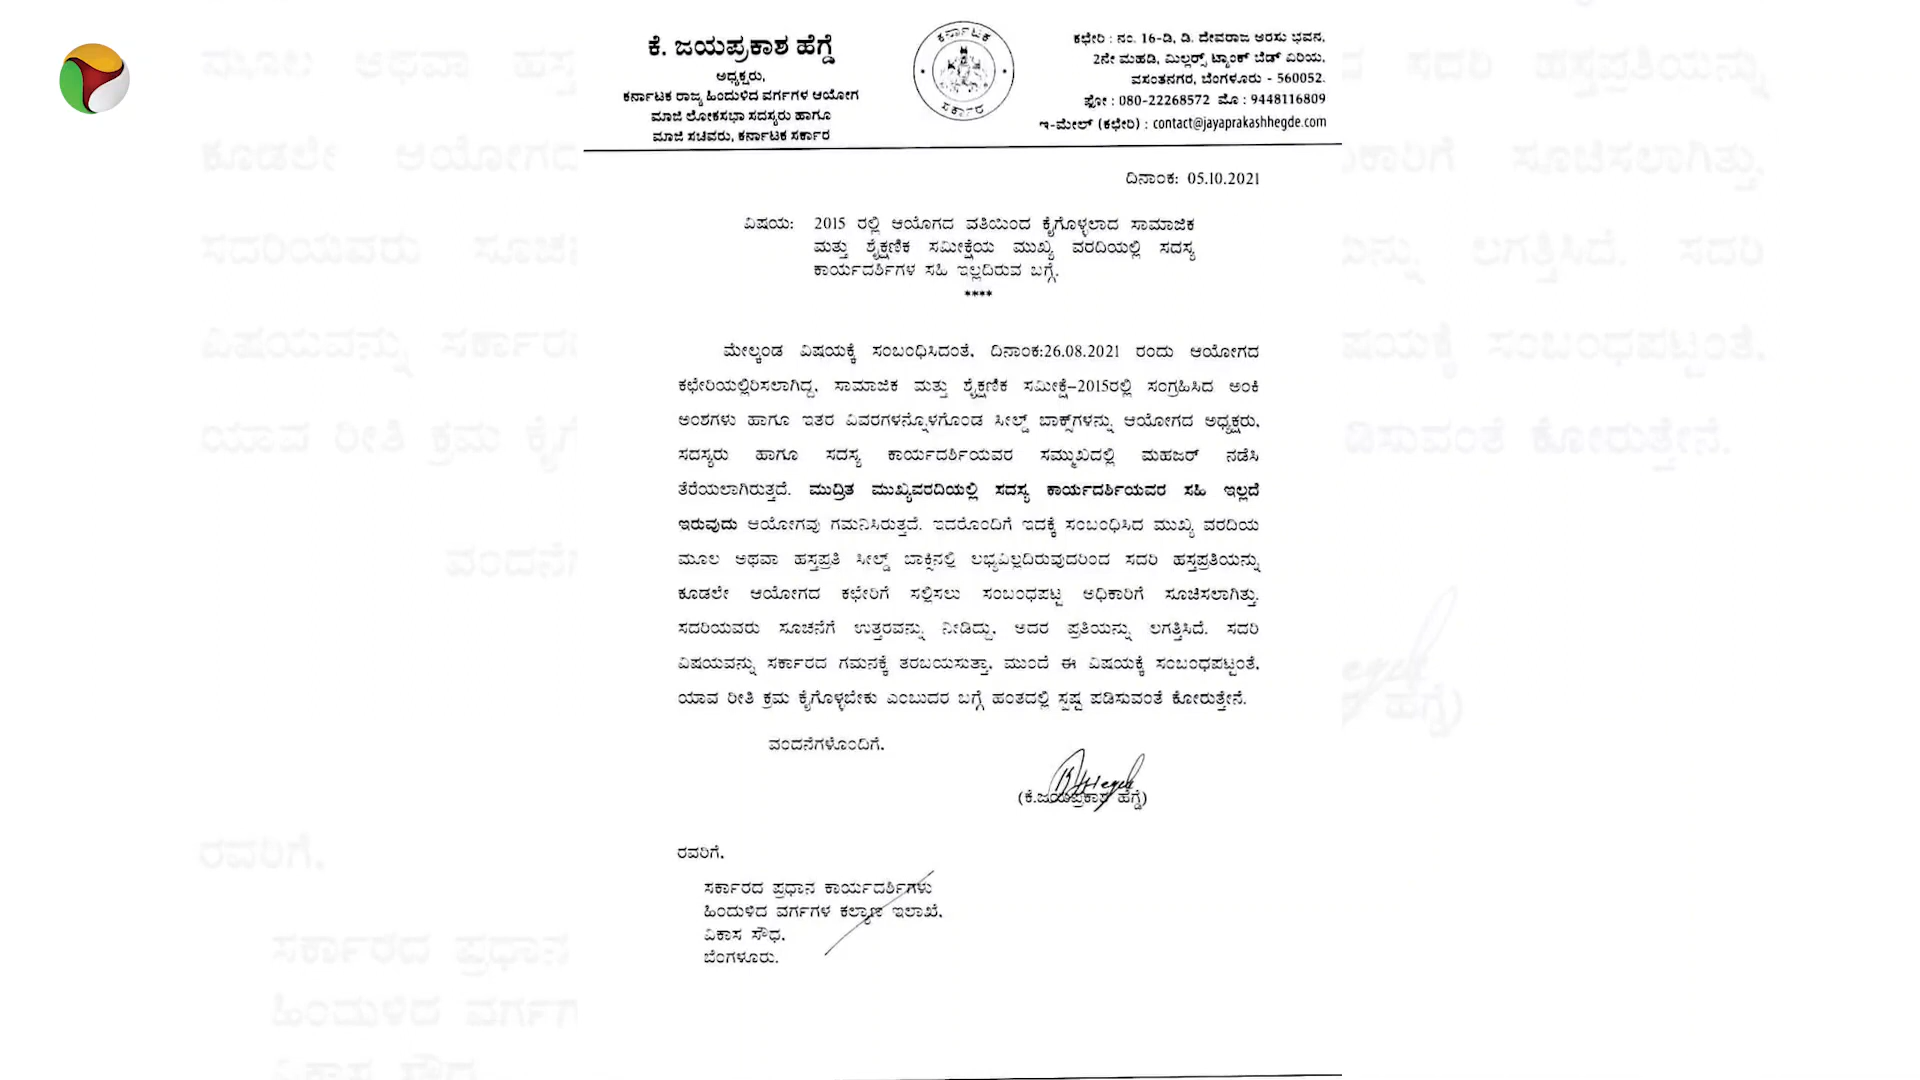 ಕೆ. ಜಯಪ್ರಕಾಶ ಹೆಗ್ಡೆ
ಅಧ್ಯಕ್ಷರು,
ಕರ್ನಾಟಕ ರಾಜ್ಯ ಹಿಂದುಳಿದ ವರ್ಗಗಳ ಆಯೋಗ
ಮಾಜಿ ಲೋಕಸಭಾ ಸದಸ್ಯರು ಹಾಗೂ
ಮಾಜಿ ಸಚಿವರು, ಕರ್ನಾಟಕ ಸರ್ಕಾರ
ಕರ್ನಾಟಕ
ಸರ್ಕಾರ
ಕಛೇರಿ : ನಂ. 16-ಡಿ, ಡಿ. ದೇವರಾಜ ಅರಸು ಭವನ,
2ನೇ ಮಹಡಿ, ಮಿಲ್ಲರ್ಸ್ ಟ್ಯಾಂಕ್ ಬೆಡ್ ಏರಿಯ,
ವಸಂತನಗರ, ಬೆಂಗಳೂರು - 560052.
ಫೋ : 080-22268572 ಮೊ : 9448116809
ಇ-ಮೇಲ್ (ಕಛೇರಿ) : contact@jayaprakashhegde.com
ದಿನಾಂಕ: 05.10.2021
ವಿಷಯ: 2015 ರಲ್ಲಿ ಆಯೋಗದ ವತಿಯಿಂದ ಕೈಗೊಳ್ಳಲಾದ ಸಾಮಾಜಿಕ
ಮತ್ತು ಶೈಕ್ಷಣಿಕ ಸಮೀಕ್ಷೆಯ ಮುಖ್ಯ ವರದಿಯಲ್ಲಿ ಸದಸ್ಯ
ಕಾರ್ಯದರ್ಶಿಗಳ ಸಹಿ ಇಲ್ಲದಿರುವ ಬಗ್ಗೆ.
****
ಮೇಲ್ಕಂಡ ವಿಷಯಕ್ಕೆ ಸಂಬಂಧಿಸಿದಂತೆ, ದಿನಾಂಕ:26.08.2021 ರಂದು ಆಯೋಗದ
ಕಛೇರಿಯಲ್ಲಿರಿಸಲಾಗಿದ್ದ, ಸಾಮಾಜಿಕ ಮತ್ತು ಶೈಕ್ಷಣಿಕ ಸಮೀಕ್ಷೆ-2015ರಲ್ಲಿ ಸಂಗ್ರಹಿಸಿದ ಅಂಕಿ
ಅಂಶಗಳು ಹಾಗೂ ಇತರ ವಿವರಗಳನ್ನೊಳಗೊಂಡ ಸೀಲ್ಡ್ ಬಾಕ್ಸ್‌ಗಳನ್ನು ಆಯೋಗದ ಅಧ್ಯಕ್ಷರು,
ಸದಸ್ಯರು ಹಾಗೂ ಸದಸ್ಯ ಕಾರ್ಯದರ್ಶಿಯವರ ಸಮ್ಮುಖದಲ್ಲಿ ಮಹಜರ್ ನಡೆಸಿ
ತೆರೆಯಲಾಗಿರುತ್ತದೆ. ಮುದ್ರಿತ ಮುಖ್ಯವರದಿಯಲ್ಲಿ ಸದಸ್ಯ ಕಾರ್ಯದರ್ಶಿಯವರ ಸಹಿ ಇಲ್ಲದೆ
ಇರುವುದು ಆಯೋಗವು ಗಮನಿಸಿರುತ್ತದೆ. ಇದರೊಂದಿಗೆ ಇದಕ್ಕೆ ಸಂಬಂಧಿಸಿದ ಮುಖ್ಯ ವರದಿಯ
ಮೂಲ ಅಥವಾ ಹಸ್ತಪ್ರತಿ ಸೀಲ್ಡ್ ಬಾಕ್ಸಿನಲ್ಲಿ ಲಭ್ಯವಿಲ್ಲದಿರುವುದರಿಂದ ಸದರಿ ಹಸ್ತಪ್ರತಿಯನ್ನು
ಕೂಡಲೇ ಆಯೋಗದ ಕಛೇರಿಗೆ ಸಲ್ಲಿಸಲು ಸಂಬಂಧಪಟ್ಟ ಅಧಿಕಾರಿಗೆ ಸೂಚಿಸಲಾಗಿತ್ತು.
ಸದರಿಯವರು ಸೂಚನೆಗೆ ಉತ್ತರವನ್ನು ನೀಡಿದ್ದು, ಅದರ ಪ್ರತಿಯನ್ನು ಲಗತ್ತಿಸಿದೆ. ಸದರಿ
ವಿಷಯವನ್ನು ಸರ್ಕಾರದ ಗಮನಕ್ಕೆ ತರಬಯಸುತ್ತಾ, ಮುಂದೆ ಈ ವಿಷಯಕ್ಕೆ ಸಂಬಂಧಪಟ್ಟಂತೆ,
ಯಾವ ರೀತಿ ಕ್ರಮ ಕೈಗೊಳ್ಳಬೇಕು ಎಂಬುದರ ಬಗ್ಗೆ ಹಂತದಲ್ಲಿ ಸ್ಪಷ್ಟ ಪಡಿಸುವಂತೆ ಕೋರುತ್ತೇನೆ.
ವಂದನೆಗಳೊಂದಿಗೆ,
(ಕೆ.ಜಯಪ್ರಕಾಶ ಹೆಗ್ಡೆ)
ರವರಿಗೆ,
ಸರ್ಕಾರದ ಪ್ರಧಾನ ಕಾರ್ಯದರ್ಶಿಗಳು
ಹಿಂದುಳಿದ ವರ್ಗಗಳ ಕಲ್ಯಾಣ ಇಲಾಖೆ,
ವಿಕಾಸ ಸೌಧ,
ಬೆಂಗಳೂರು.